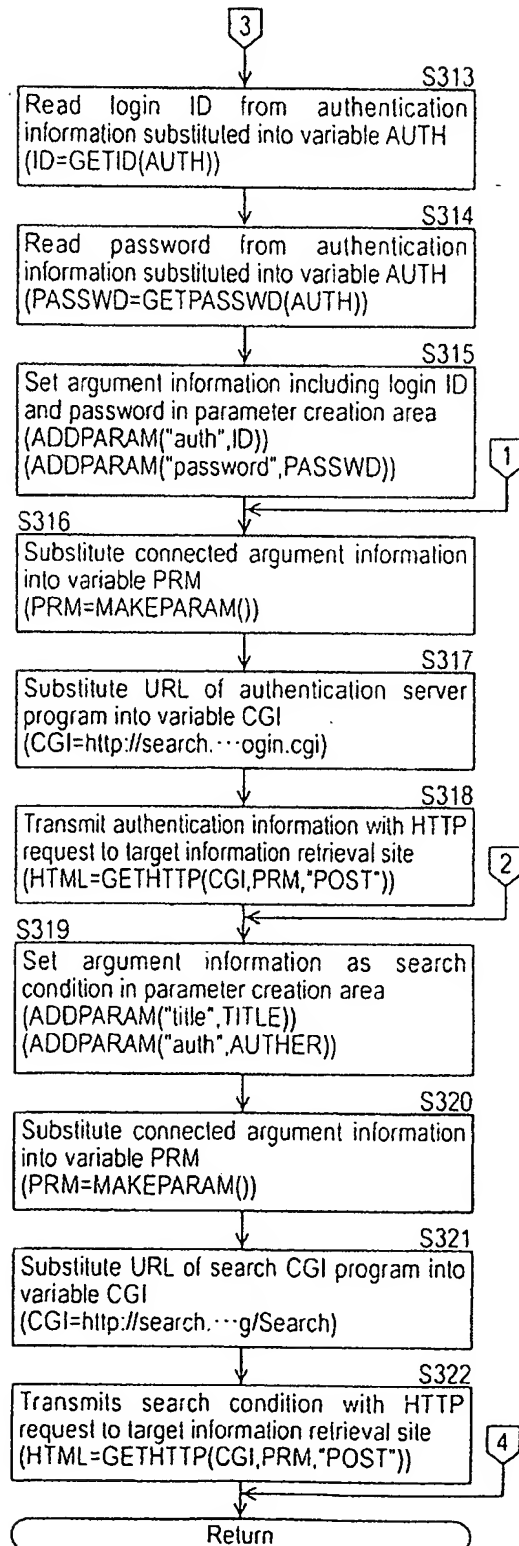 3
S313
Read login ID from authentication
information substituted into variable AUTH
(ID=GETID(AUTH))
S314
Read password from authentication
information substituted into variable AUTH
(PASSWD=GETPASSWD(AUTH))
S315
Set argument information including login ID
and password in parameter creation area
(ADDPARAM("auth",ID))
(ADDPARAM("password",PASSWD))
1
S316
Substitute connected argument information
into variable PRM
(PRM=MAKEPARAM())
S317
Substitute URL of authentication server
program into variable CGI
(CGI=http://search.···ogin.cgi)
S318
Transmit authentication information with HTTP
request to target information retrieval site
(HTML=GETHTTP(CGI,PRM,"POST"))
2
S319
Set argument information as search
condition in parameter creation area
(ADDPARAM("title",TITLE))
(ADDPARAM("auth",AUTHER))
S320
Substitute connected argument information
into variable PRM
(PRM=MAKEPARAM())
S321
Substitute URL of search CGI program into
variable CGI
(CGI=http://search.···g/Search)
S322
Transmits search condition with HTTP
request to target information retrieval site
(HTML=GETHTTP(CGI,PRM,"POST"))
4
Return